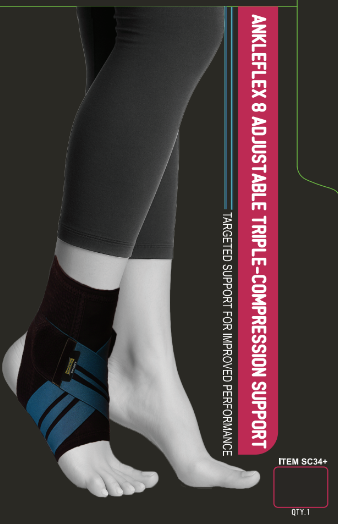 ANKLEFLEX 8 ADJUSTABLE TRIPLE-COMPRESSION SUPPORT
TARGETED SUPPORT FOR IMPROVED PERFORMANCE
ITEM SC34+
QTY.1